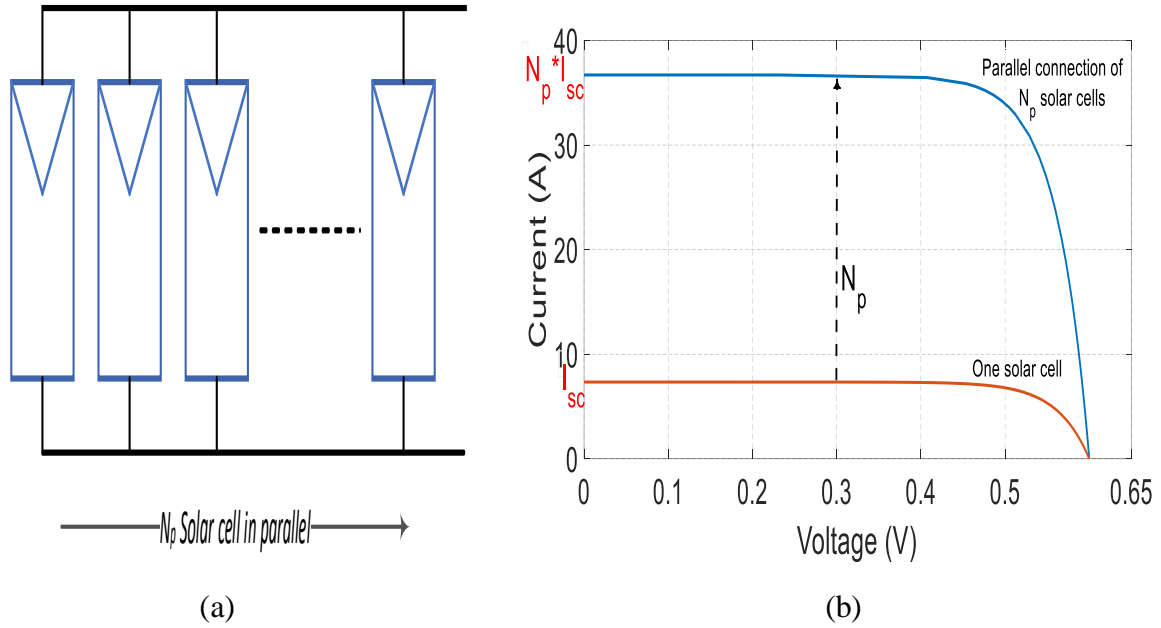 Np Solar cell in parallel
(a)
40
30
20
10
0
Np*Isc
Isc
Current (A)
Parallel connection of
Np solar cells
Np
One solar cell
0 0.1 0.2 0.3 0.4 0.5 0.65
Voltage (V)
(b)